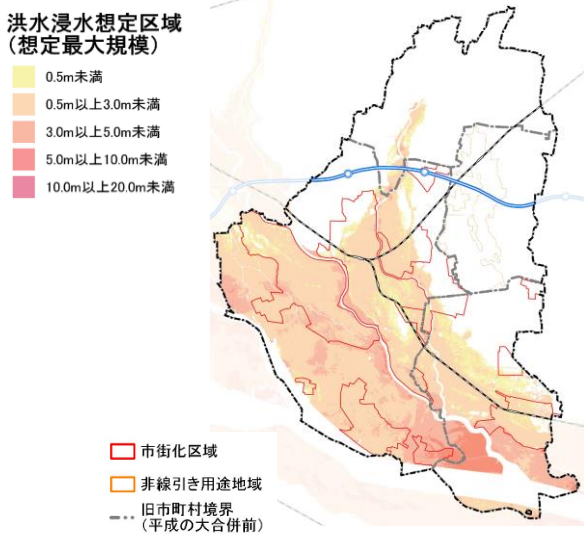 洪水浸水想定区域
(想定最大規模)
0.5m未満
0.5m以上3.0m未満
3.0m以上5.0m未満
5.0m以上10.0m未満
10.0m以上20.0m未満
市街化区域
非線引き用途地域
旧市町村境界
(平成の大合併前)